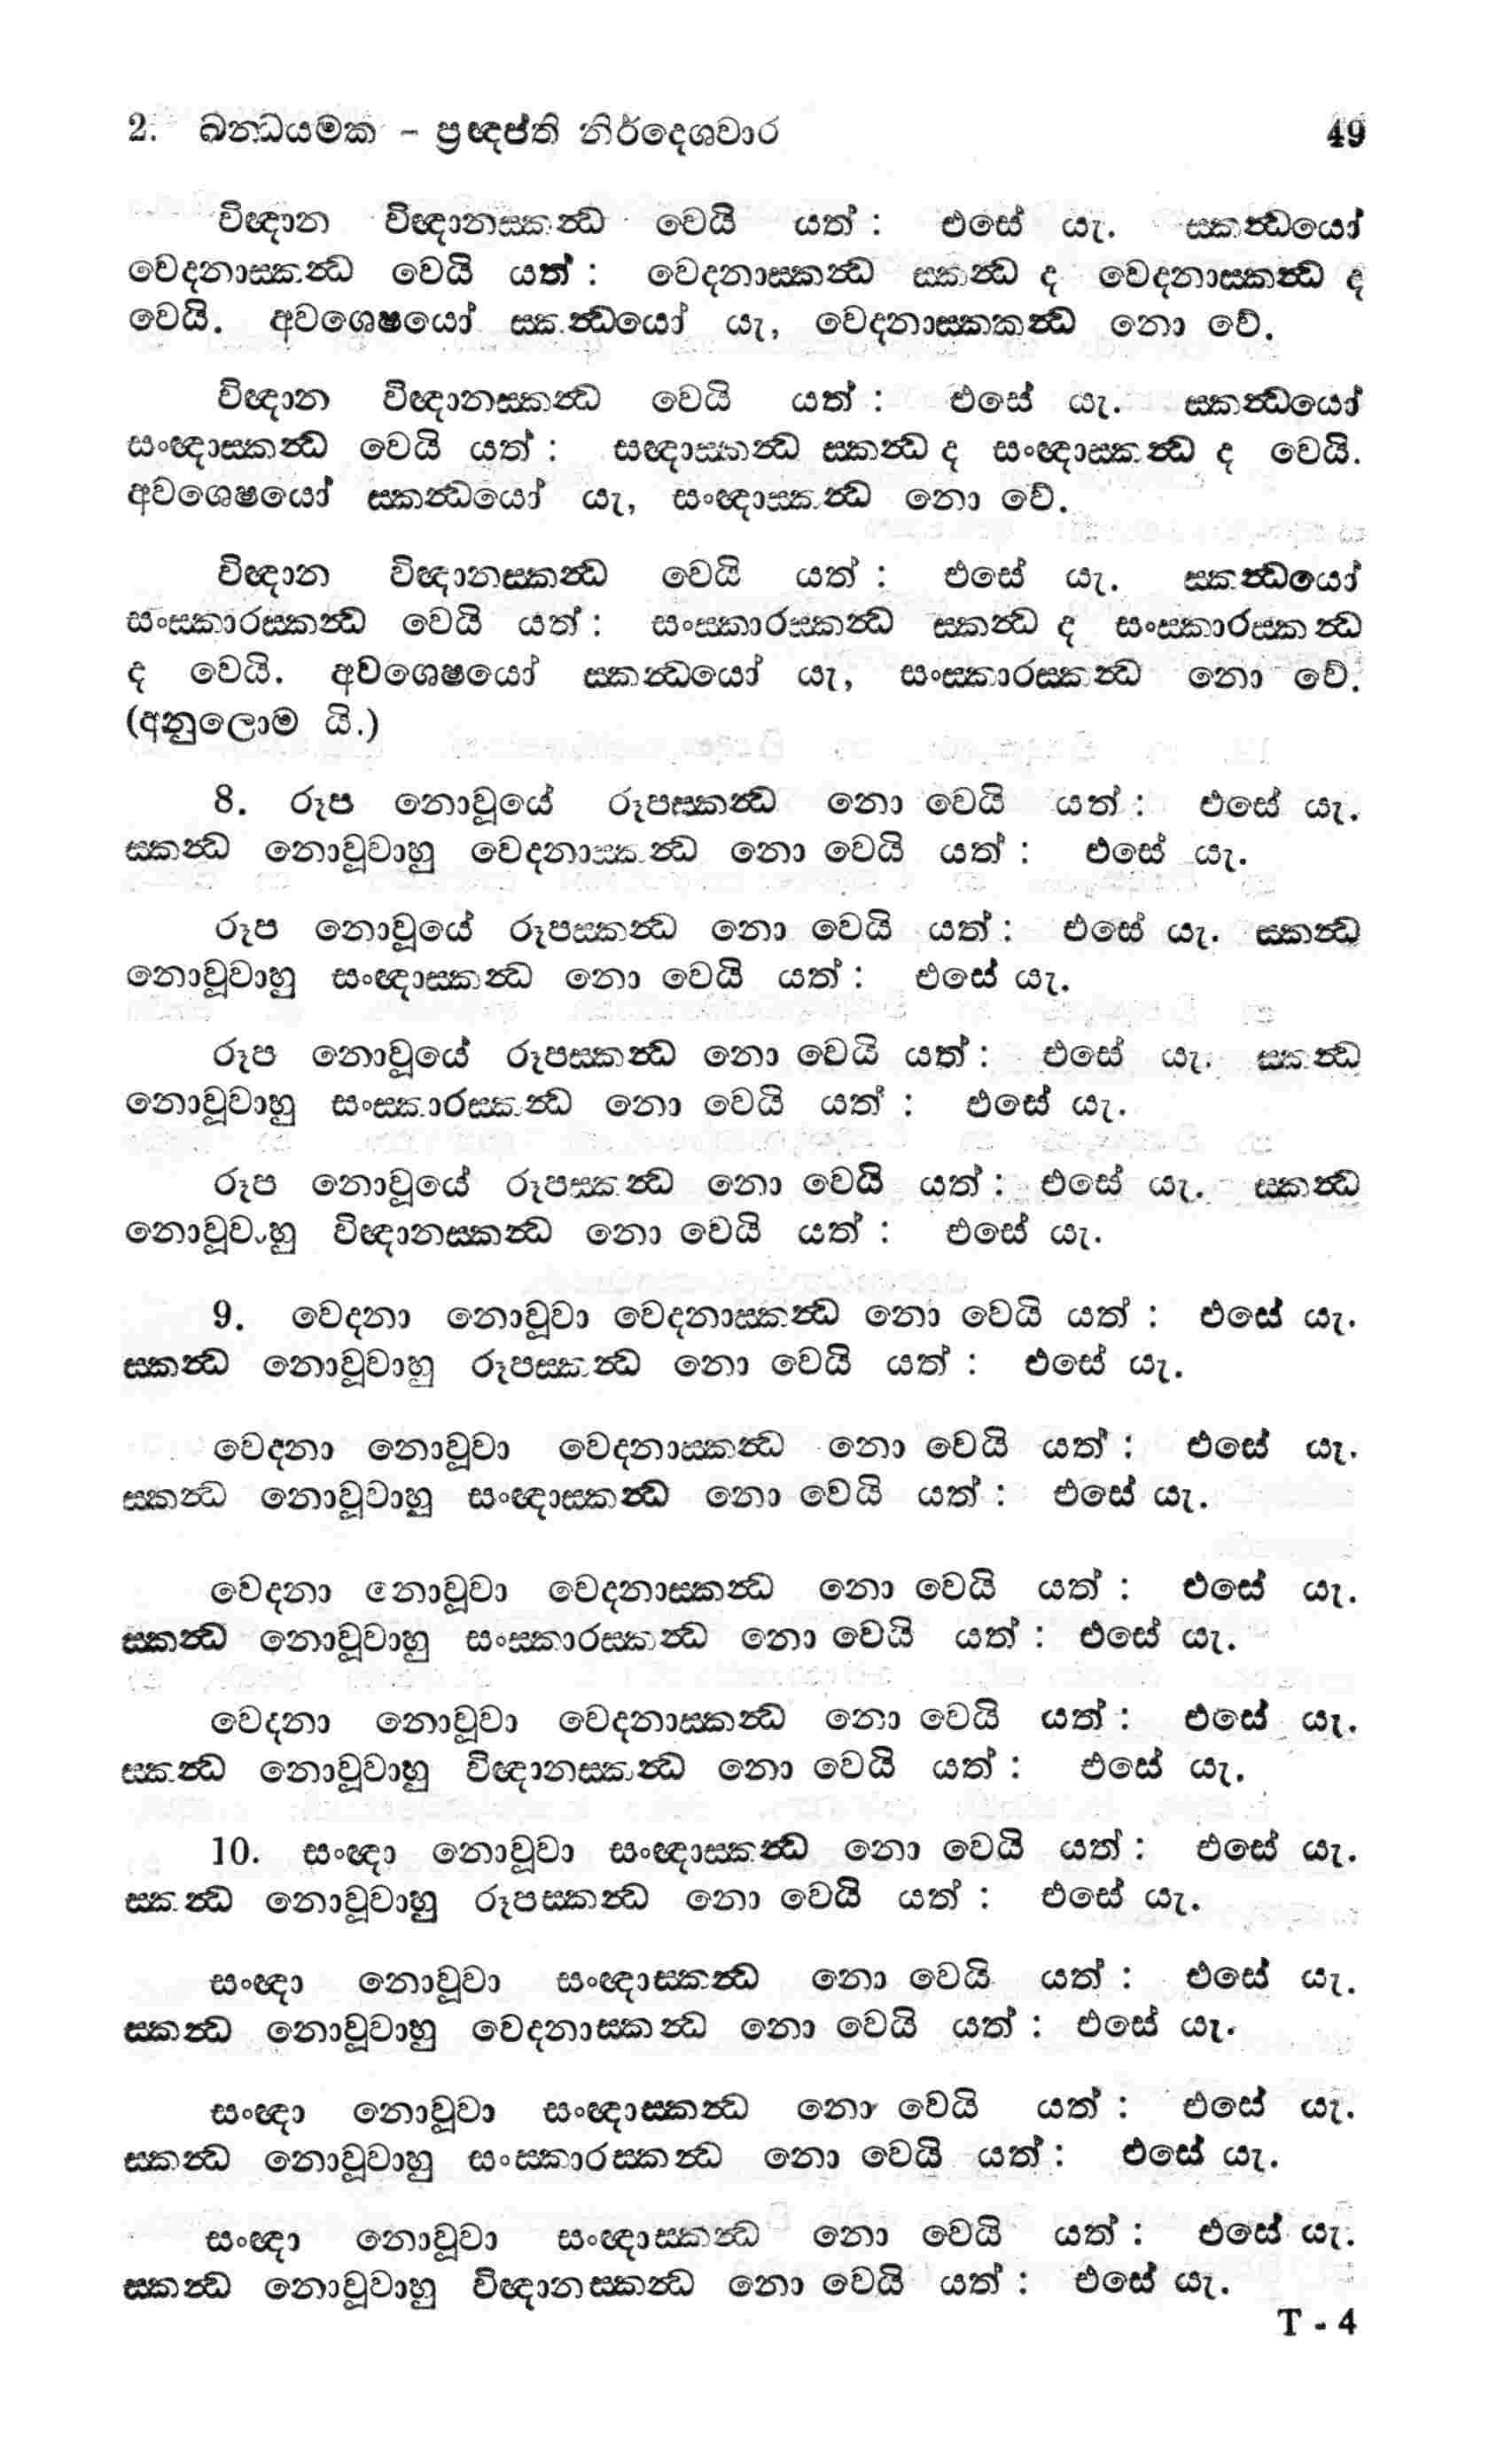 2. ඛන්‍ධයමක - ප්‍රඥප්ති නිර්දෙශවාර 49
විඥාන විඥානස්කන්‍ධ වෙයි යත් : එසේ යැ. ස්කන්‍ධයෝ
වේදනාස්කන්‍ධ වෙයි යත් : වේදනාස්කන්‍ධ ස්කන්‍ධ ද වේදනාස්කන්‍ධ ද
වෙයි. අවශෙෂයෝ ස්කන්‍ධයෝ යැ, වේදනාස්කකන්‍ධ නො වේ.
විඥාන විඥානස්කන්‍ධ වෙයි යත් : එසේ යැ. ස්කන්‍ධයෝ
සංඥාස්කන්‍ධ වෙයි යත් : සඥාස්කන්‍ධ ස්කන්‍ධ ද සංඥාස්කන්‍ධ ද වෙයි.
අවශෙෂයෝ ස්කන්‍ධයෝ යැ, සංඥාස්කන්‍ධ නො වේ.
විඥාන විඥානස්කන්‍ධ වෙයි යත් : එසේ යැ. ස්කන්‍ධයෝ
සංස්කාරස්කන්‍ධ වෙයි යත් : සංස්කාරස්කන්‍ධ ස්කන්‍ධ ද සංස්කාරස්කන්‍ධ
ද වෙයි. අවශෙෂයෝ ස්කන්‍ධයෝ යැ, සංස්කාරස්කන්‍ධ නො වේ.
(අනුලොම යි.)
8. රූප නොවූයේ රූපස්කන්‍ධ නො වෙයි යත් : එසේ යැ.
ස්කන්‍ධ නොවූවාහු වේදනාස්කන්‍ධ නො වෙයි යත් : එසේ යැ.
රූප නොවූයේ රූපස්කන්‍ධ නො වෙයි යත් : එසේ යැ. ස්කන්‍ධ
නොවූවාහු සංඥාස්කන්‍ධ නො වෙයි යත් : එසේ යැ.
රූප නොවූයේ රූපස්කන්‍ධ නො වෙයි යත් : එසේ යැ. ස්කන්‍ධ
නොවූවාහු සංස්කාරස්කන්‍ධ නො වෙයි යත් : එසේ යැ.
රූප නොවූයේ රූපස්කන්‍ධ නො වෙයි යත් : එසේ යැ. ස්කන්‍ධ
නොවූවාහු විඥානස්කන්‍ධ නො වෙයි යත් : එසේ යැ.
9. වේදනා නොවූවා වේදනාස්කන්‍ධ නො වෙයි යත් : එසේ යැ.
ස්කන්‍ධ නොවූවාහු රූපස්කන්‍ධ නො වෙයි යත් : එසේ යැ.
වේදනා නොවූවා වේදනාස්කන්‍ධ නො වෙයි යත් : එසේ යැ.
ස්කන්‍ධ නොවූවාහු සංඥාස්කන්‍ධ නො වෙයි යත් : එසේ යැ.
වේදනා නොවූවා වේදනාස්කන්‍ධ නො වෙයි යත් : එසේ යැ.
ස්කන්‍ධ නොවූවාහු සංස්කාරස්කන්‍ධ නො වෙයි යත් : එසේ යැ.
වේදනා නොවූවා වේදනාස්කන්‍ධ නො වෙයි යත් : එසේ යැ.
ස්කන්‍ධ නොවූවාහු විඥානස්කන්‍ධ නො වෙයි යත් : එසේ යැ.
10. සංඥා නොවූවා සංඥාස්කන්‍ධ නො වෙයි යත් : එසේ යැ.
ස්කන්‍ධ නොවූවාහු රූපස්කන්‍ධ නො වෙයි යත් : එසේ යැ.
සංඥා නොවූවා සංඥාස්කන්‍ධ නො වෙයි යත් : එසේ යැ.
ස්කන්‍ධ නොවූවාහු වේදනාස්කන්‍ධ නො වෙයි යත් : එසේ යැ.
සංඥා නොවූවා සංඥාස්කන්‍ධ නො වෙයි යත් : එසේ යැ.
ස්කන්‍ධ නොවූවාහු සංස්කාරස්කන්‍ධ නො වෙයි යත් : එසේ යැ.
සංඥා නොවූවා සංඥාස්කන්‍ධ නො වෙයි යත් : එසේ යැ.
ස්කන්‍ධ නොවූවාහු විඥානස්කන්‍ධ නො වෙයි යත් : එසේ යැ.
T - 4